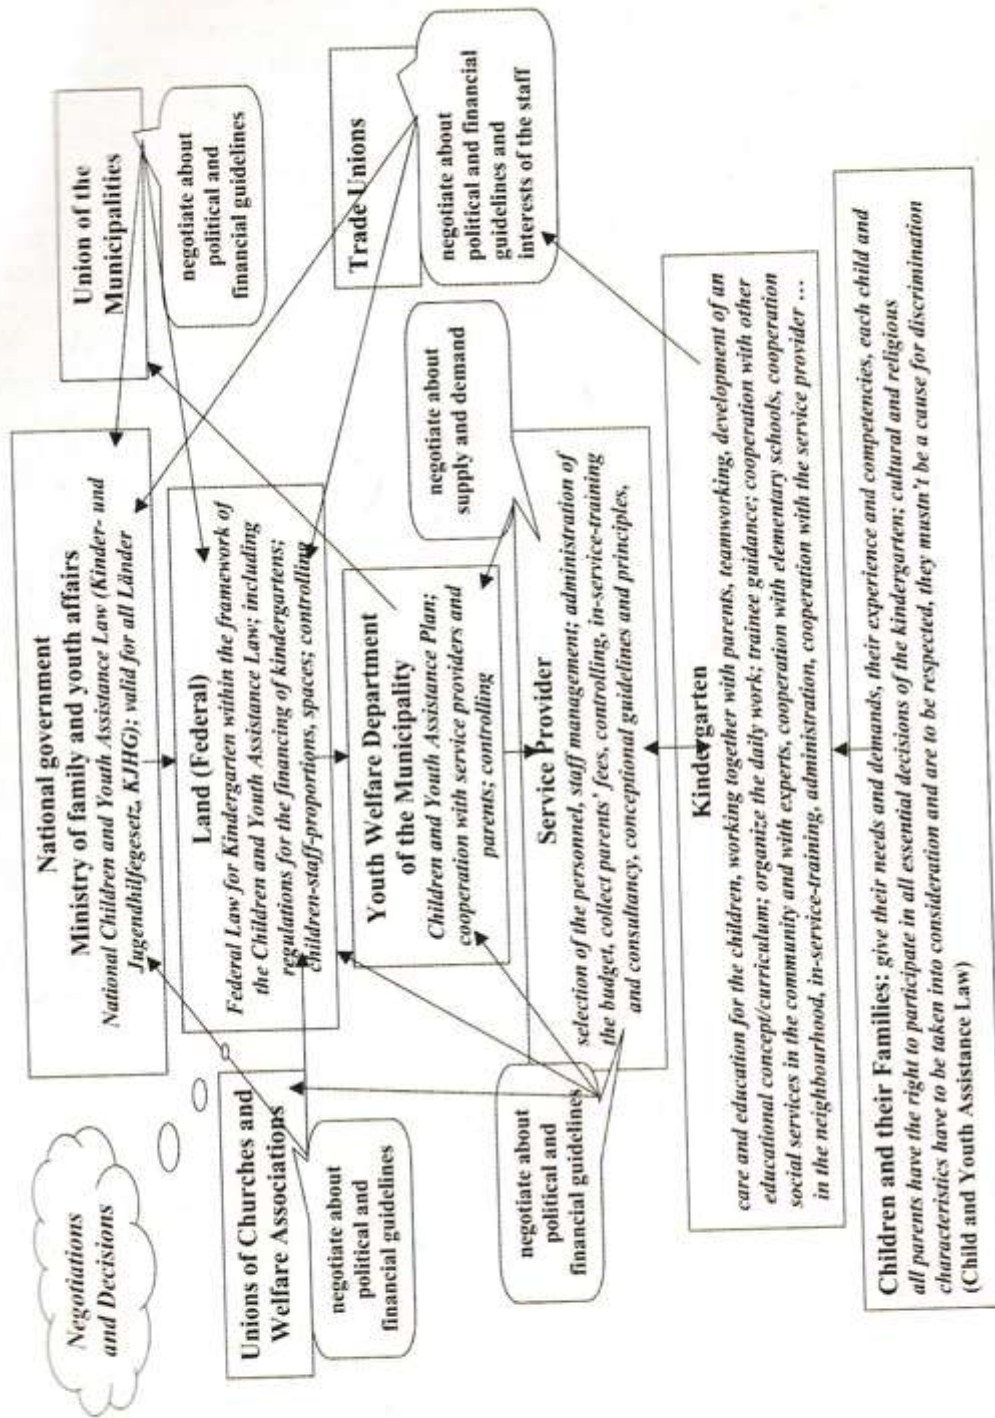 Negotiations
and Decisions
National government
Ministry of family and youth affairs
National Children and Youth Assistance Law (Kinder- und
Jugendhilfegesetz, KJHG); valid for all Länder
Union of the
Municipalities
negotiate about
political and
financial guidelines
Unions of Churches and
Welfare Associations
negotiate about
political and
financial guidelines
Land (Federal)
Federal Law for Kindergarten within the framework of
the Children and Youth Assistance Law; including
regulations for the financing of kindergartens;
children-staff-proportions, spaces; controlling
Trade Unions
negotiate about
political and financial
guidelines and
interests of the staff
Youth Welfare Department
of the Municipality
Children and Youth Assistance Plan;
cooperation with service providers and
parents; controlling
negotiate about
supply and demand
negotiate about
political and
financial guidelines
Service Provider
selection of the personnel, staff management; administration of
the budget, collect parents' fees, controlling, in-service-training
and consultancy, conceptional guidelines and principles,
Kindergarten
care and education for the children, working together with parents, teamworking, development of an
educational concept/curriculum; organize the daily work; trainee guidance; cooperation with other
social services in the community and with experts, cooperation with elementary schools, cooperation
in the neighbourhood, in-service-training, administration, cooperation with the service provider ...
Children and their Families: give their needs and demands, their experience and competencies, each child and
all parents have the right to participate in all essential decisions of the kindergarten; cultural and religious
characteristics have to be taken into consideration and are to be respected, they mustn't be a cause for discrimination
(Child and Youth Assistance Law)